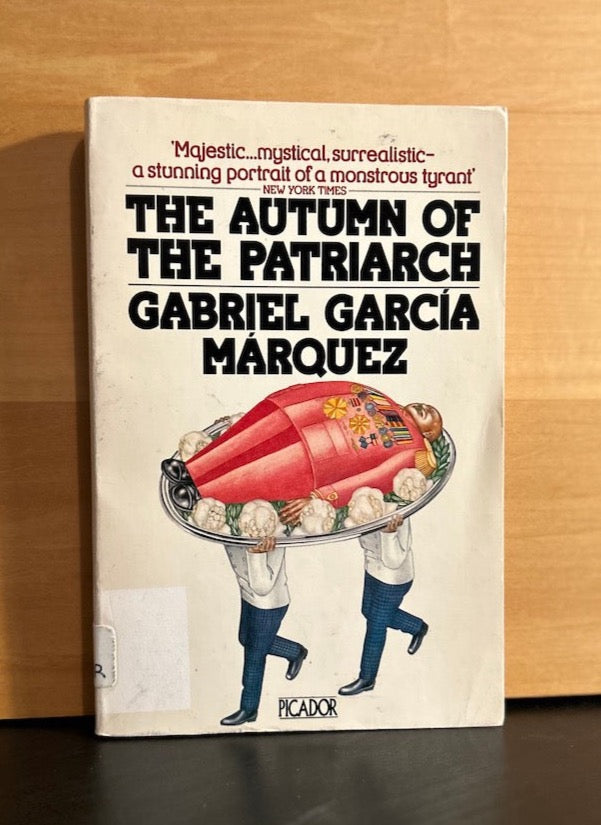 'Majestic...mystical, surrealistic–
a stunning portrait of a monstrous tyrant'
NEW YORK TIMES
THE AUTUMN OF
THE PATRIARCH
GABRIEL GARCÍA
MÁRQUEZ
R
PICADOR